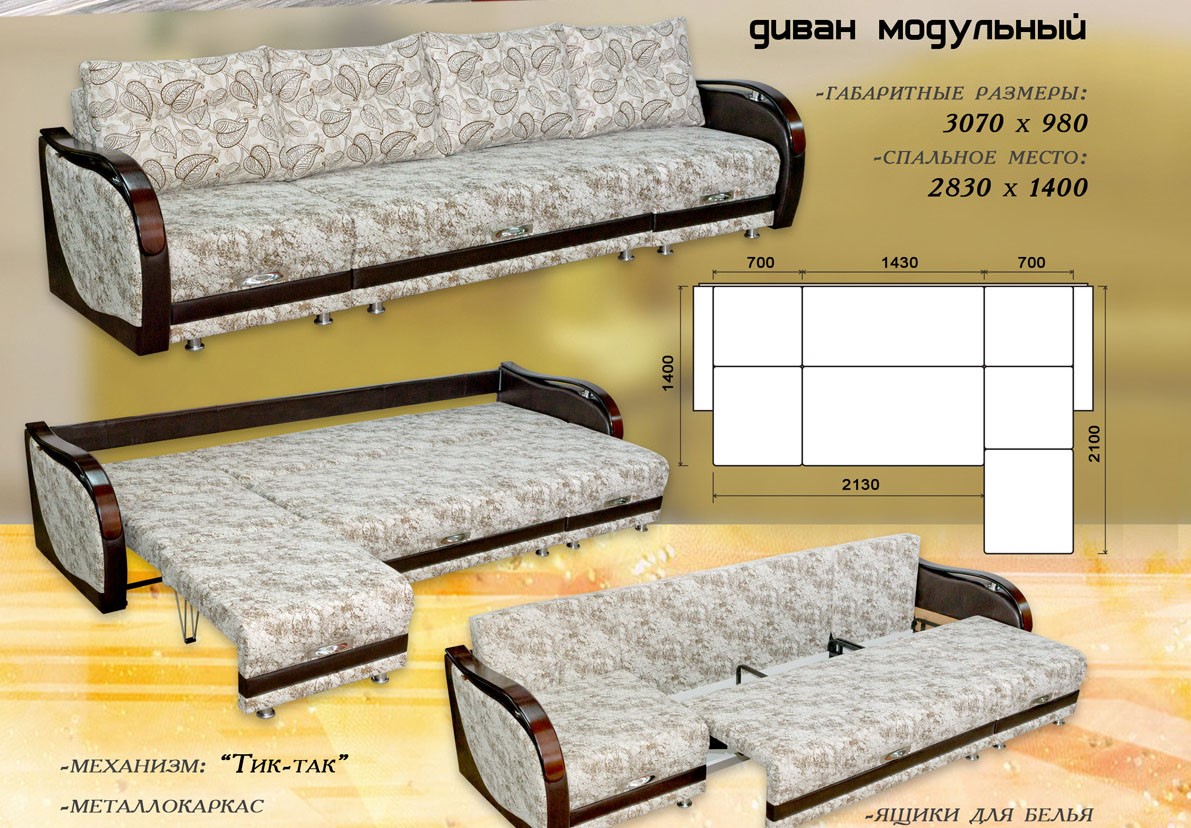 диван модульный
-ГАБАРИТНЫЕ РАЗМЕРЫ:
3070 х 980
-СПАЛЬНОЕ МЕСТО:
2830 х 1400
700 1430 700
1400
2100
2130
-МЕХАНИЗМ: “ТИК-ТАК”
-МЕТАЛЛОКАРКАС
-ЯЩИКИ ДЛЯ БЕЛЬЯ